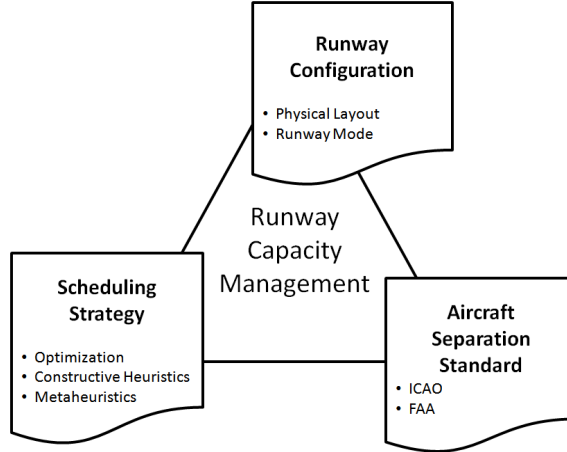 Runway
Configuration
• Physical Layout
• Runway Mode
Runway
Capacity
Management
Scheduling
Strategy
• Optimization
• Constructive Heuristics
• Metaheuristics
Aircraft
Separation
Standard
• ICAO
• FAA